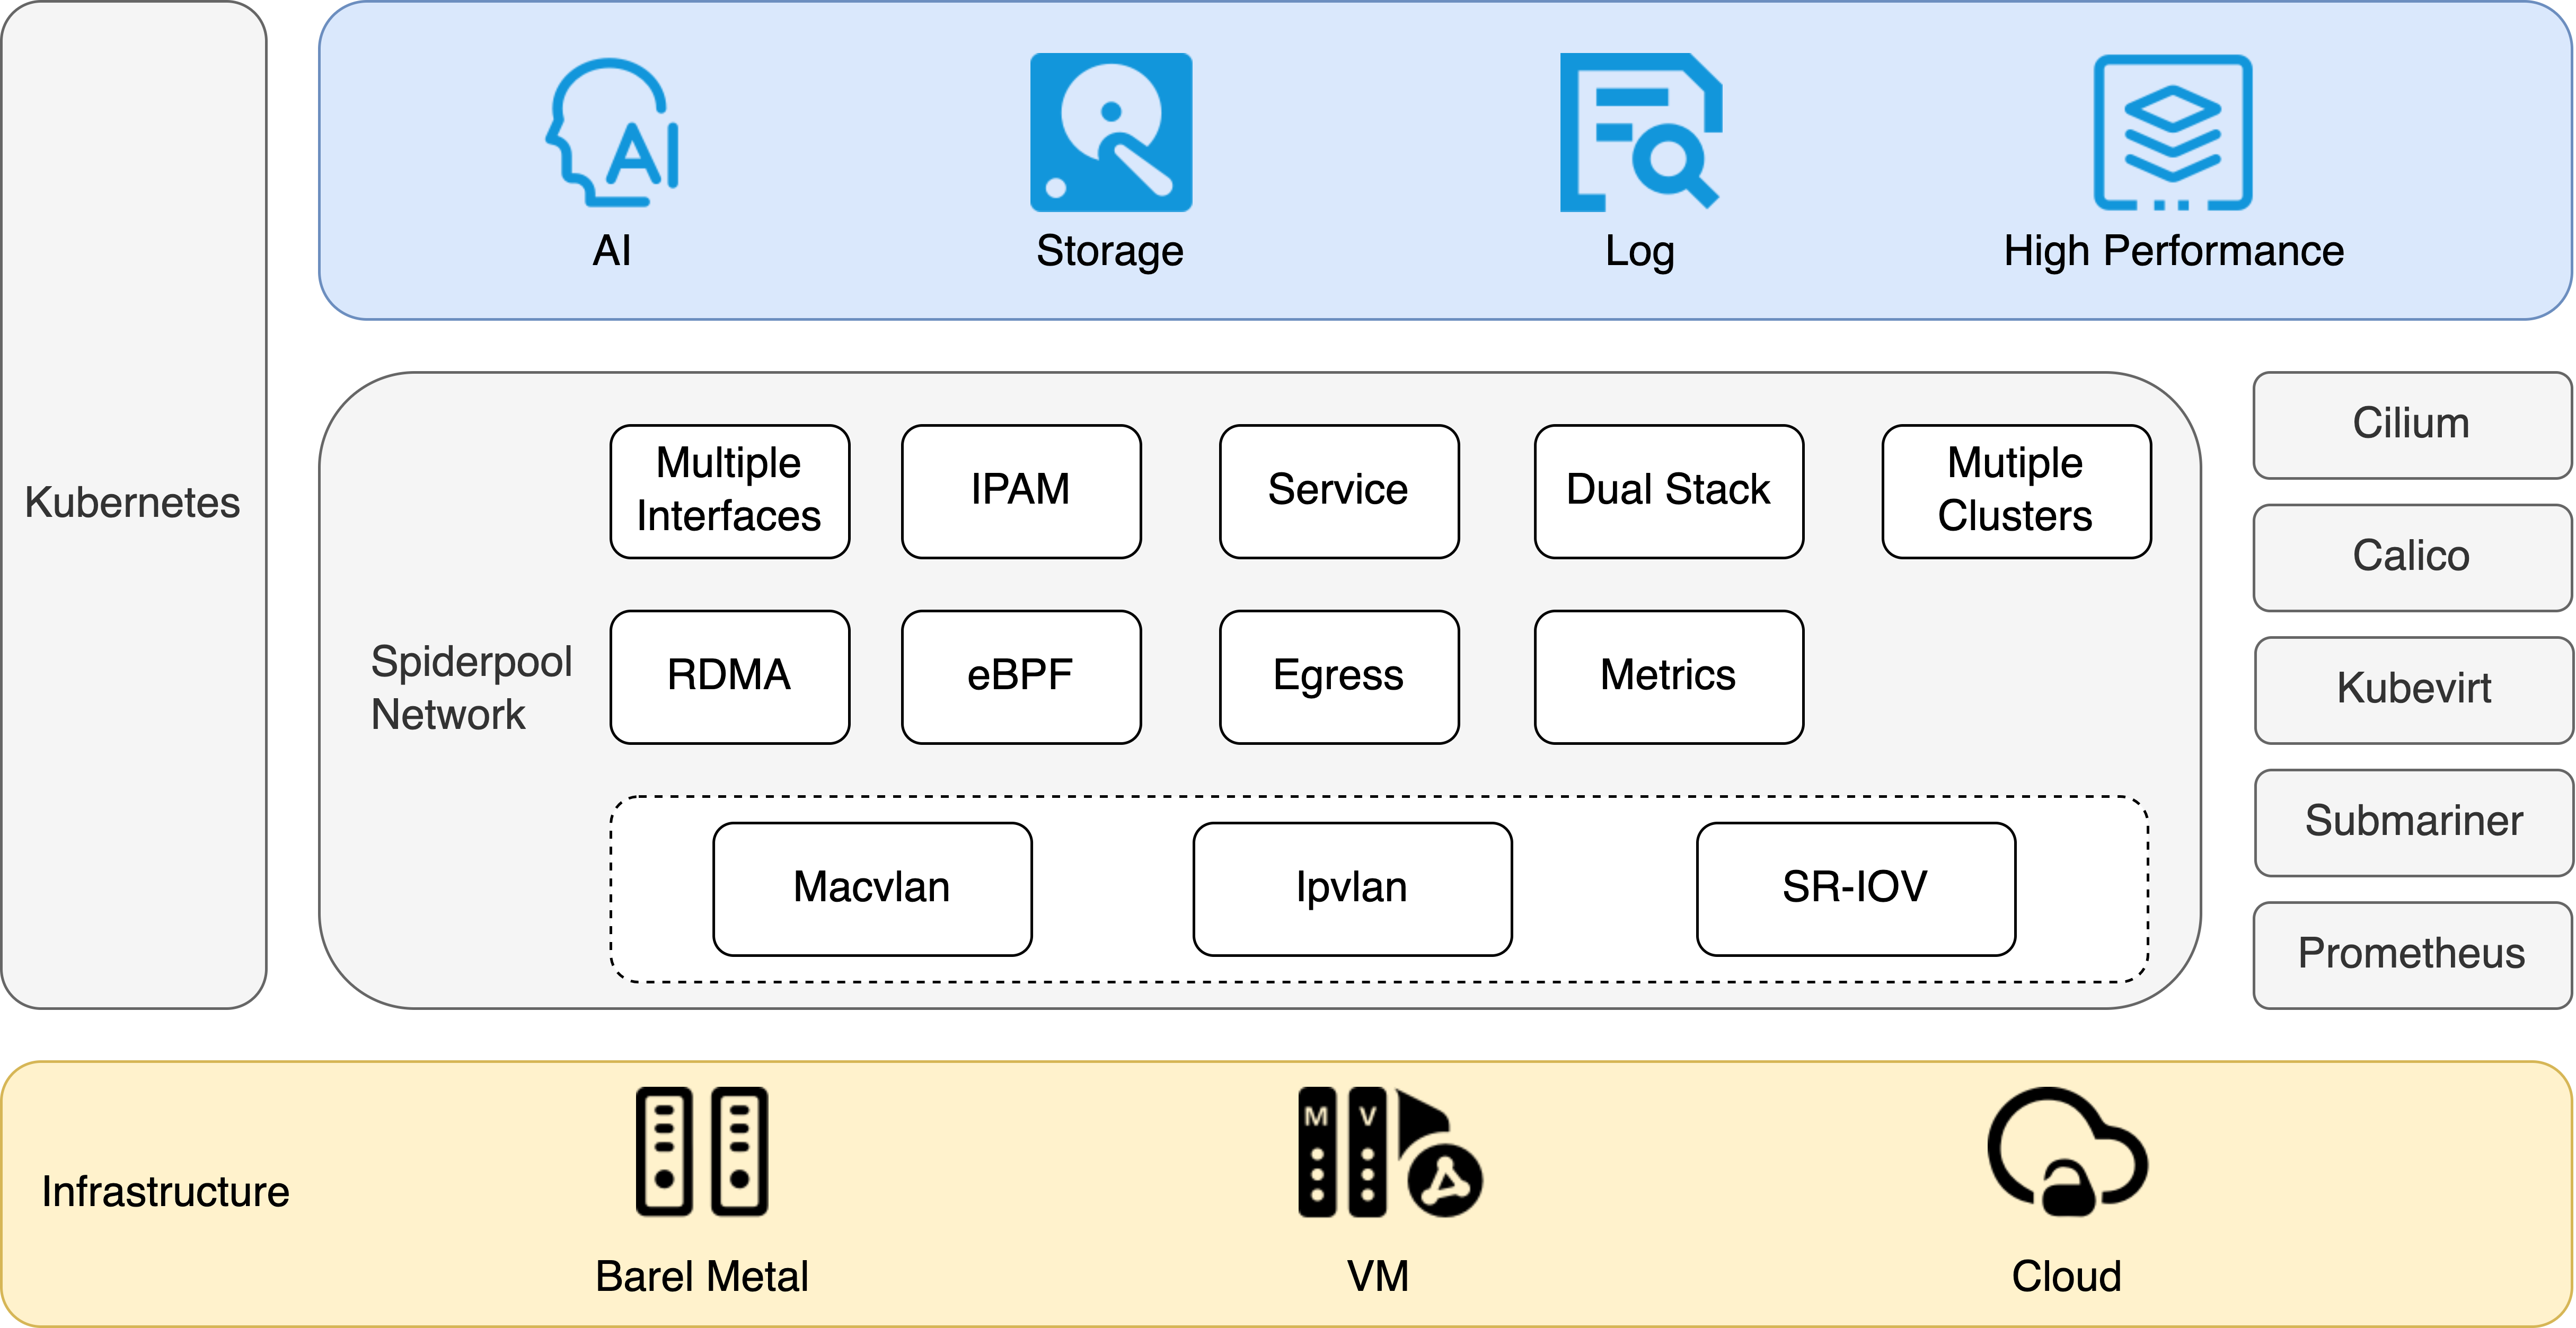 Kubernetes
AI
AI
Storage
Log
High Performance
Spiderpool
Network
Multiple
Interfaces
IPAM
Service
Dual Stack
Mutiple
Clusters
RDMA
eBPF
Egress
Metrics
Macvlan
Ipvlan
SR-IOV
Cilium
Calico
Kubevirt
Submariner
Prometheus
Infrastructure
Barel Metal
M V
VM
Cloud